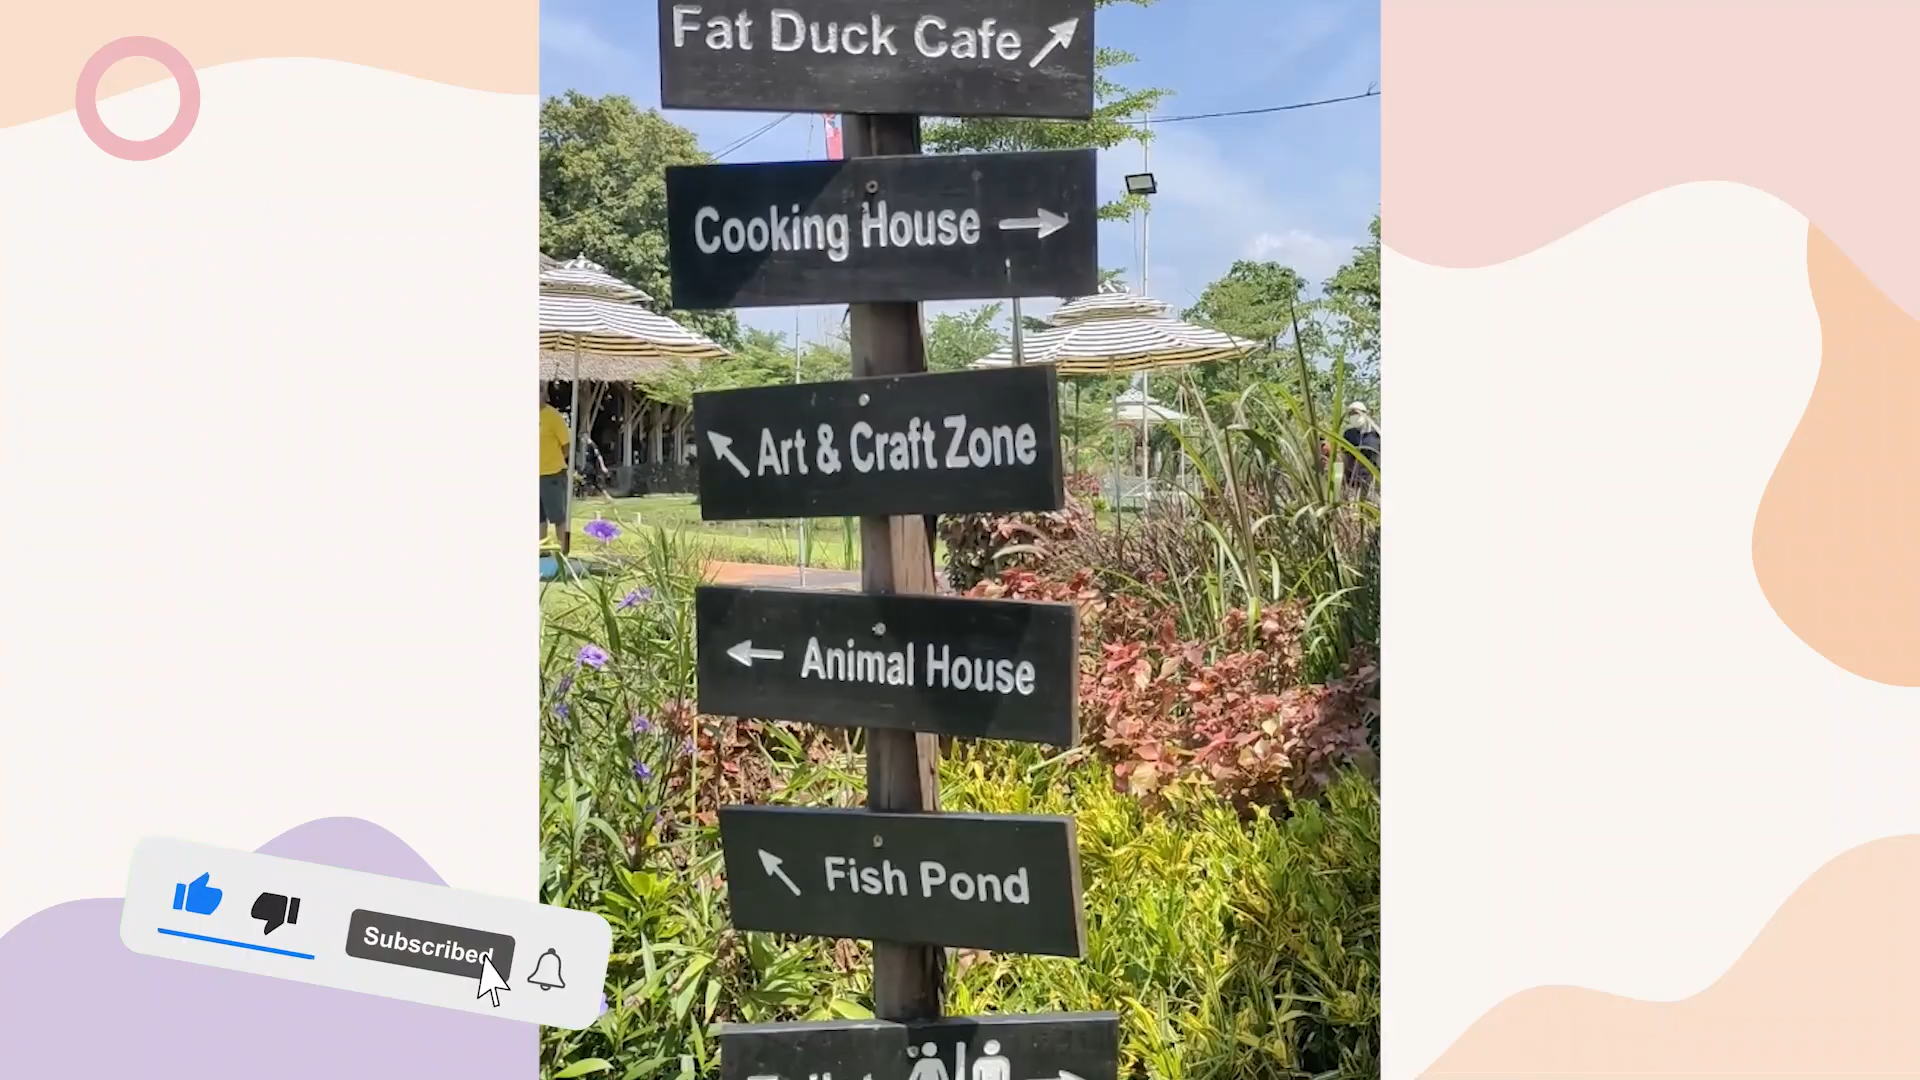 Fat Duck Cafe
Cooking House
Art & Craft Zone
Animal House
Fish Pond
Subscribed